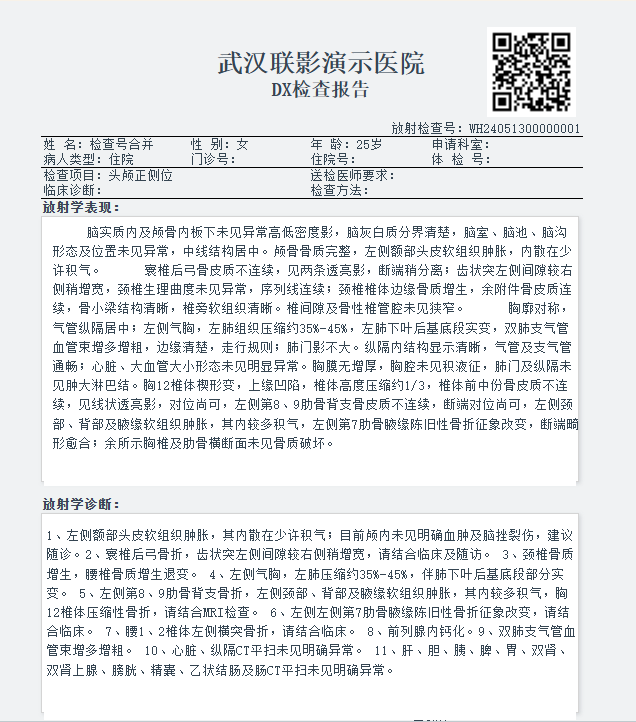 武汉联影演示医院
DX检查报告
放射检查号: WH24051300000001
姓 名: 检查号合并 性 别: 女 年 龄: 25岁 申请科室:
病人类型: 住院 门诊号: 住院号: 体 检 号:
检查项目: 头颅正侧位 送检医师要求:
临床诊断: 检查方法:
放射学表现:
脑实质内及颅骨内板下未见异常高低密度影，脑灰白质分界清楚，脑室、脑池、脑沟
形态及位置未见异常，中线结构居中。颅骨骨质完整，左侧额部头皮软组织肿胀，内散在少
许积气。 寰椎后弓骨皮质不连续，见两条透亮影，断端稍分离；齿状突左侧间隙较右
侧稍增宽，颈椎生理曲度未见异常，序列线连续；颈椎椎体边缘骨质增生，余附件骨皮质连
续，骨小梁结构清晰，椎旁软组织清晰。椎间隙及骨性椎管腔未见狭窄。 胸廓对称，
气管纵隔居中；左侧气胸，左肺组织压缩约35%-45%，左肺下叶后基底段实变，双肺支气管
血管束增多增粗，边缘清楚，走行规则；肺门影不大。纵隔内结构显示清晰，气管及支气管
通畅；心脏、大血管大小形态未见明显异常。胸膜无增厚，胸腔未见积液征，肺门及纵隔未
见肿大淋巴结。胸12椎体楔形变，上缘凹陷，椎体高度压缩约1/3，椎体前中份骨皮质不连
续，见线状透亮影，对位尚可，左侧第8、9肋骨背支骨皮质不连续，断端对位尚可，左侧颈
部、背部及腋缘软组织肿胀，其内较多积气，左侧第7肋骨腋缘陈旧性骨折征象改变，断端畸
形愈合；余所示胸椎及肋骨横断面未见骨质破坏。
放射学诊断:
1、左侧额部头皮软组织肿胀，其内散在少许积气；目前颅内未见明确血肿及脑挫裂伤，建议
随诊。2、寰椎后弓骨折，齿状突左侧间隙较右侧稍增宽，请结合临床及随访。 3、颈椎骨质
增生，腰椎骨质增生退变。 4、左侧气胸，左肺压缩约35%-45%，伴肺下叶后基底段部分实
变。 5、左侧第8、9肋骨背支骨折，左侧颈部、背部及腋缘软组织肿胀，其内较多积气，胸
12椎体压缩性骨折，请结合MRI检查。 6、左侧左侧第7肋骨腋缘陈旧性骨折征象改变，请结
合临床。 7、腰1、2椎体左侧横突骨折，请结合临床。 8、前列腺内钙化。9、双肺支气管血
管束增多增粗。 10、心脏、纵隔CT平扫未见明确异常。 11、肝、胆、胰、脾、胃、双肾、
双肾上腺、膀胱、精囊、乙状结肠及肠CT平扫未见明确异常。